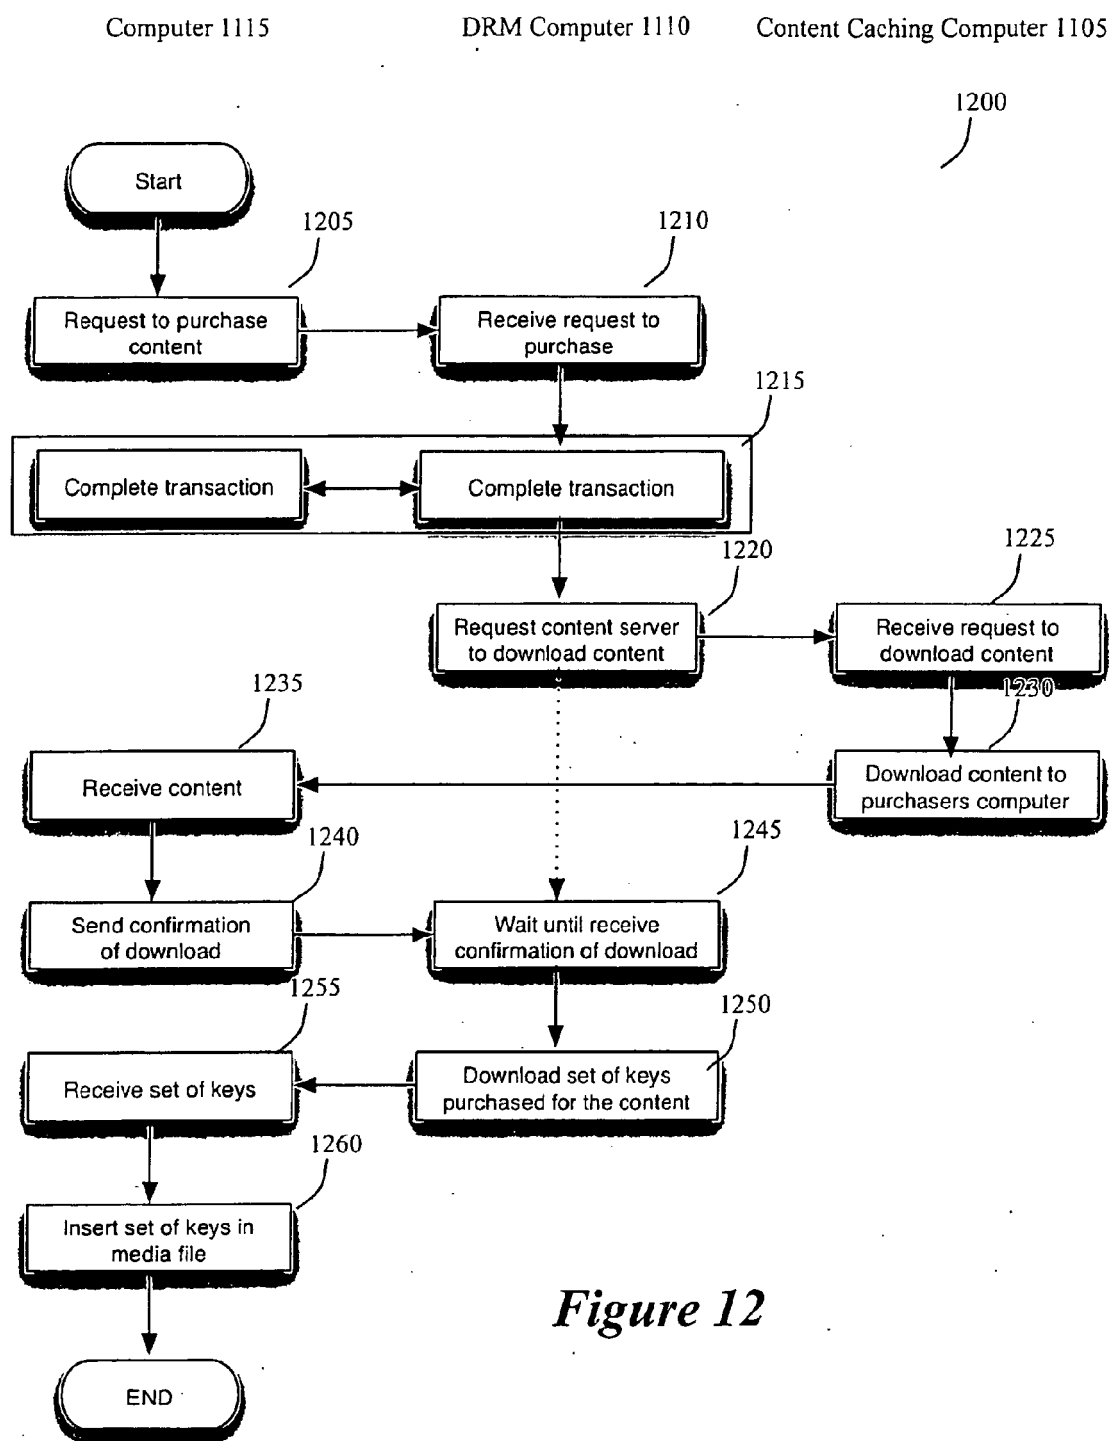 Computer 1115
DRM Computer 1110
Content Caching Computer 1105
1200
Start
1205
1210
Request to purchase
content
Receive request to
purchase
1215
Complete transaction
Complete transaction
1220
1225
Request content server
to download content
Receive request to
download content
1230
1235
Receive content
Download content to
purchasers computer
1240
1245
Send confirmation
of download
Wait until receive
confirmation of download
1255
1250
Receive set of keys
Download set of keys
purchased for the content
1260
Insert set of keys in
media file
Figure 12
END